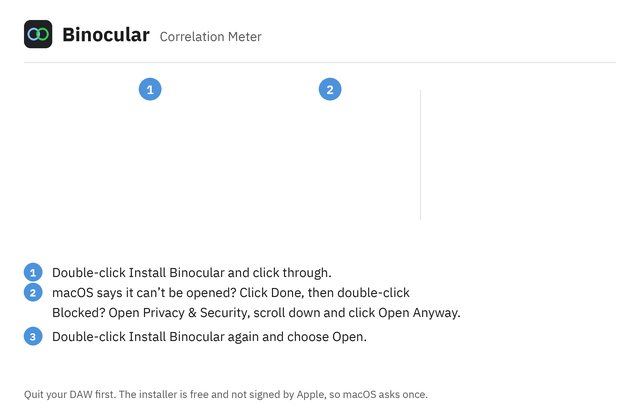 Binocular Correlation Meter
1 2
1 Double-click Install Binocular and click through.
2 macOS says it can’t be opened? Click Done, then double-click
Blocked? Open Privacy & Security, scroll down and click Open Anyway.
3 Double-click Install Binocular again and choose Open.
Quit your DAW first. The installer is free and not signed by Apple, so macOS asks once.